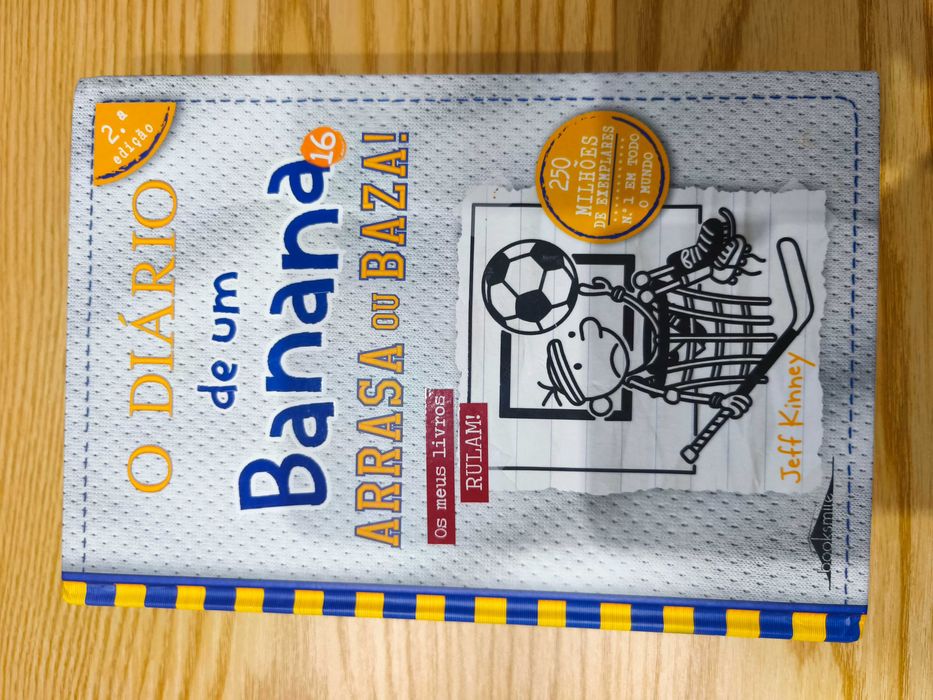 2.ª
edição
O DIÁRIO
de um
Banana
16
ARRASA OU BAZA!
Os meus livros
RULAM!
250
MILHÕES
DE EXEMPLARES
N.º 1 EM TODO
O MUNDO
Jeff Kinney
booksmile